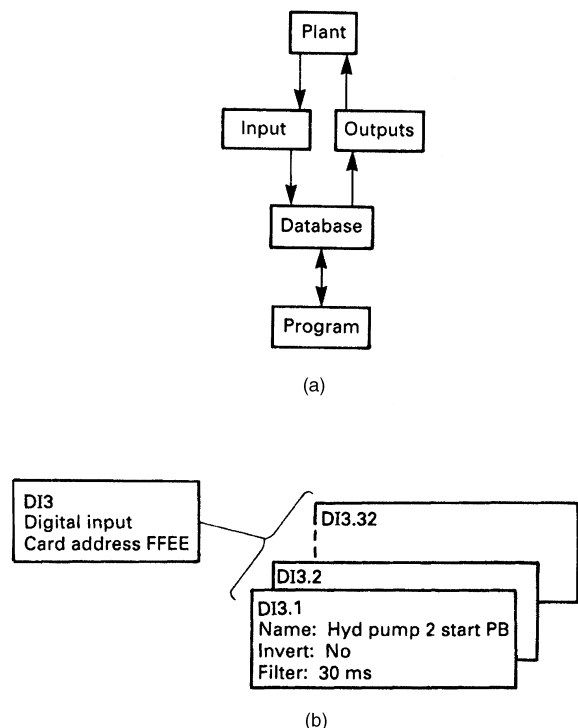 Plant
Input
Outputs
Database
Program
(a)
DI3
Digital input
Card address FFEE
DI3.32
DI3.2
DI3.1
Name: Hyd pump 2 start PB
Invert: No
Filter: 30 ms
(b)